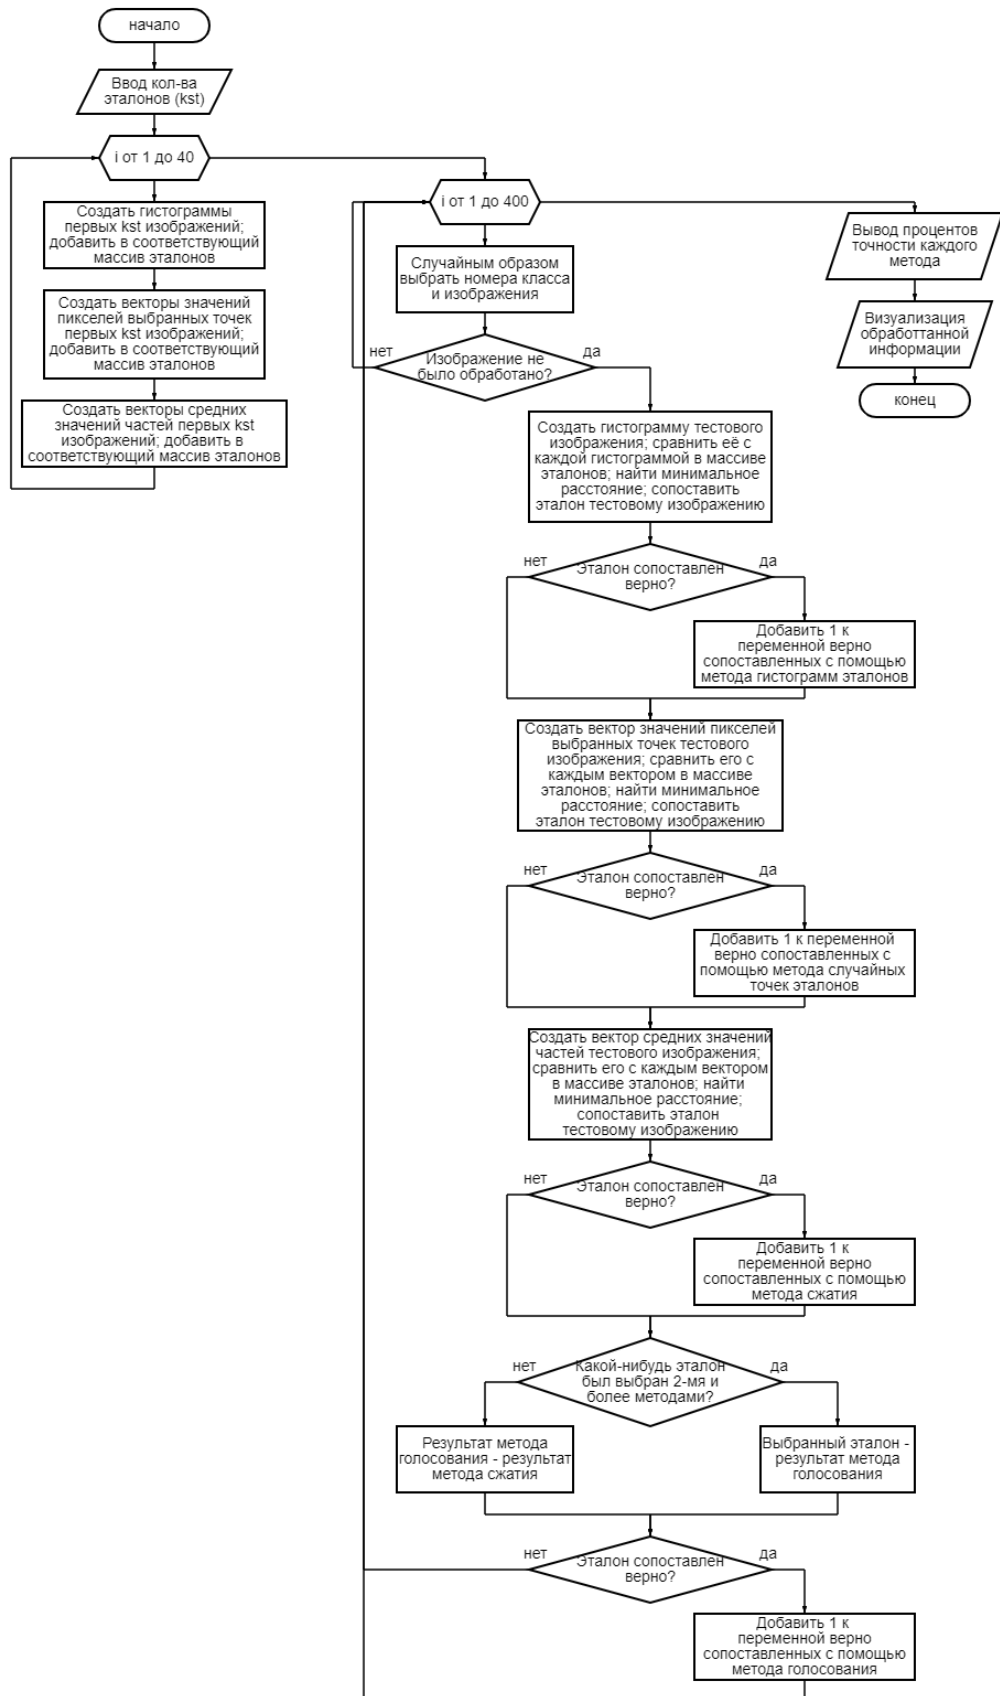 начало
Ввод кол-ва
эталонов (kst)
i от 1 до 40
Создать гистограммы
первых kst изображений;
добавить в соответствующий
массив эталонов
Создать векторы значений
пикселей выбранных точек
первых kst изображений;
добавить в соответствующий
массив эталонов
Создать векторы средних
значений частей первых kst
изображений; добавить в
соответствующий массив эталонов
i от 1 до 400
Случайным образом
выбрать номера класса
и изображения
нет
Изображение не
было обработано?
да
Вывод процентов
точности каждого
метода
Визуализация
обработтанной
информации
конец
Создать гистограмму тестового
изображения; сравнить её с
каждой гистограммой в массиве
эталонов; найти минимальное
расстояние; сопоставить
эталон тестовому изображению
нет
Эталон сопоставлен
верно?
да
Добавить 1 к
переменной верно
сопоставленных с помощью
метода гистограмм эталонов
Создать вектор значений пикселей
выбранных точек тестового
изображения; сравнить его с
каждым вектором в массиве
эталонов; найти минимальное
расстояние; сопоставить
эталон тестовому изображению
нет
Эталон сопоставлен
верно?
да
Добавить 1 к переменной
верно сопоставленных с
помощью метода случайных
точек эталонов
Создать вектор средних значений
частей тестового изображения;
сравнить его с каждым вектором
в массиве эталонов; найти
минимальное расстояние;
сопоставить эталон
тестовому изображению
нет
Эталон сопоставлен
верно?
да
Добавить 1 к
переменной верно
сопоставленных с помощью
метода сжатия
нет
Какой-нибудь эталон
был выбран 2-мя и
более методами?
да
Результат метода
голосования - результат
метода сжатия
Выбранный эталон -
результат метода
голосования
нет
Эталон сопоставлен
верно?
да
Добавить 1 к
переменной верно
сопоставленных с помощью
метода голосования